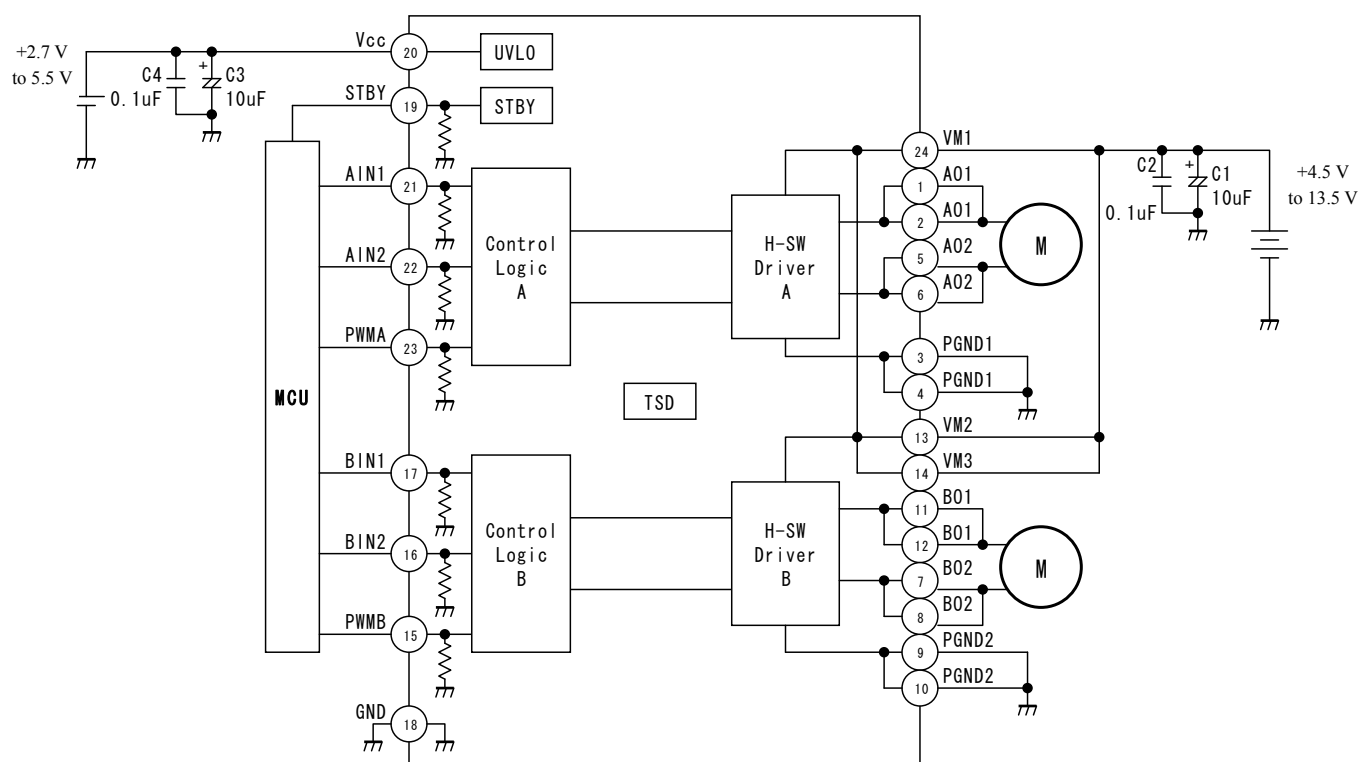 +2.7 V
to 5.5 V
C4
0.1uF
+
C3
10uF
Vcc
20
UVLO
STBY
19
STBY
MCU
AIN1
21
AIN2
22
PWMA
23
Control
Logic
A
BIN1
17
BIN2
16
PWMB
15
Control
Logic
B
GND
18
TSD
H-SW
Driver
A
H-SW
Driver
B
24
VM1
1
AO1
2
AO1
5
AO2
6
AO2
3
PGND1
4
PGND1
13
VM2
14
VM3
11
BO1
12
BO1
7
BO2
8
BO2
9
PGND2
10
PGND2
M
M
C2
0.1uF
+
C1
10uF
+4.5 V
to 13.5 V